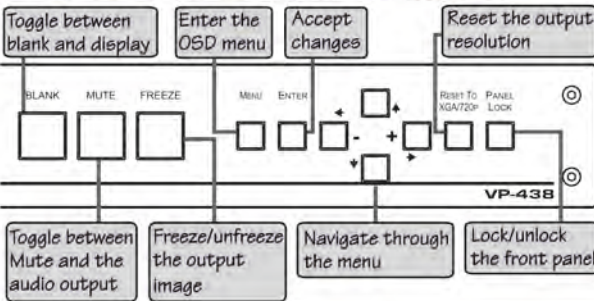 Toggle between
blank and display
Enter the
OSD menu
Accept
changes
Reset the output
resolution
BLANK
MUTE
FREEZE
MENU
ENTER
RESET TO
XGA/720P
PANEL
LOCK
- +
VP-438
Toggle between
Mute and the
audio output
Freeze/unfreeze
the output
image
Navigate through
the menu
Lock/unlock
the front panel